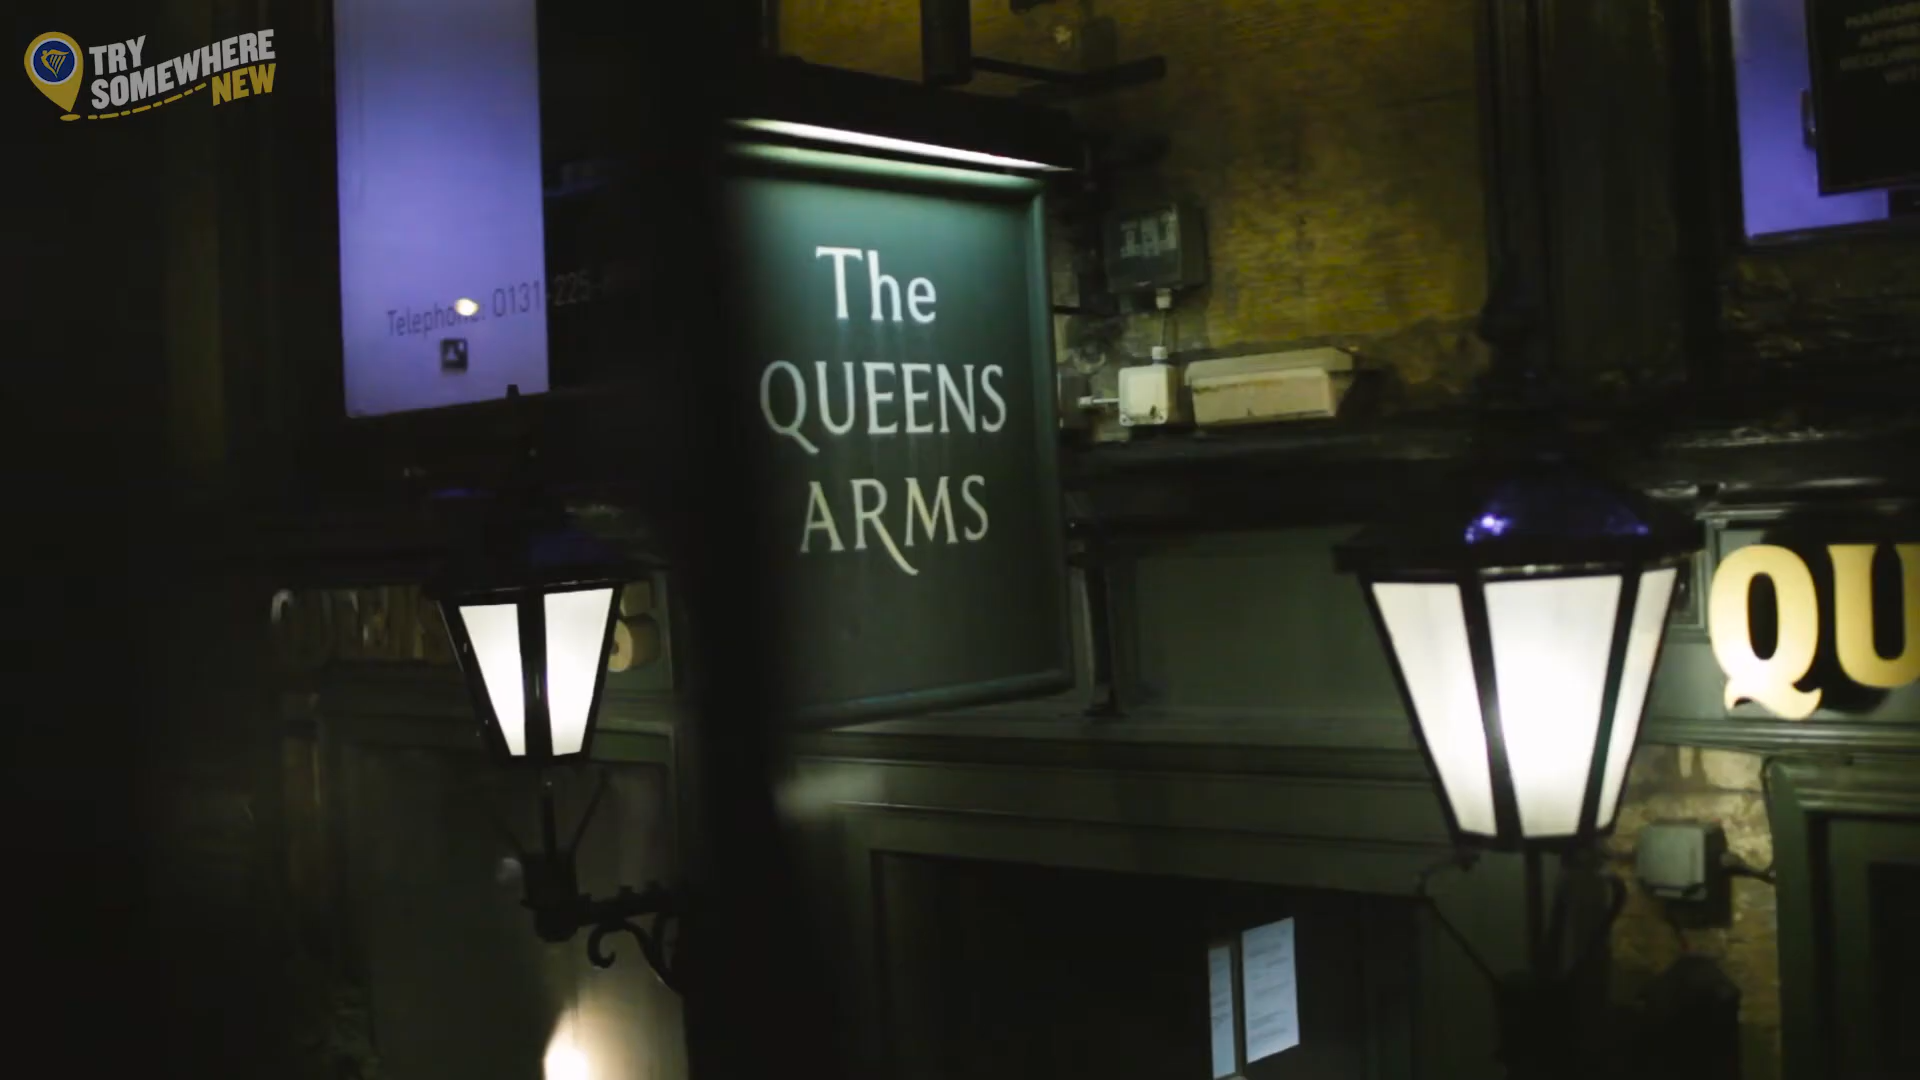 TRY
SOMEWHERE
NEW
Telephone: 0131-225-
The
QUEENS
ARMS
QU